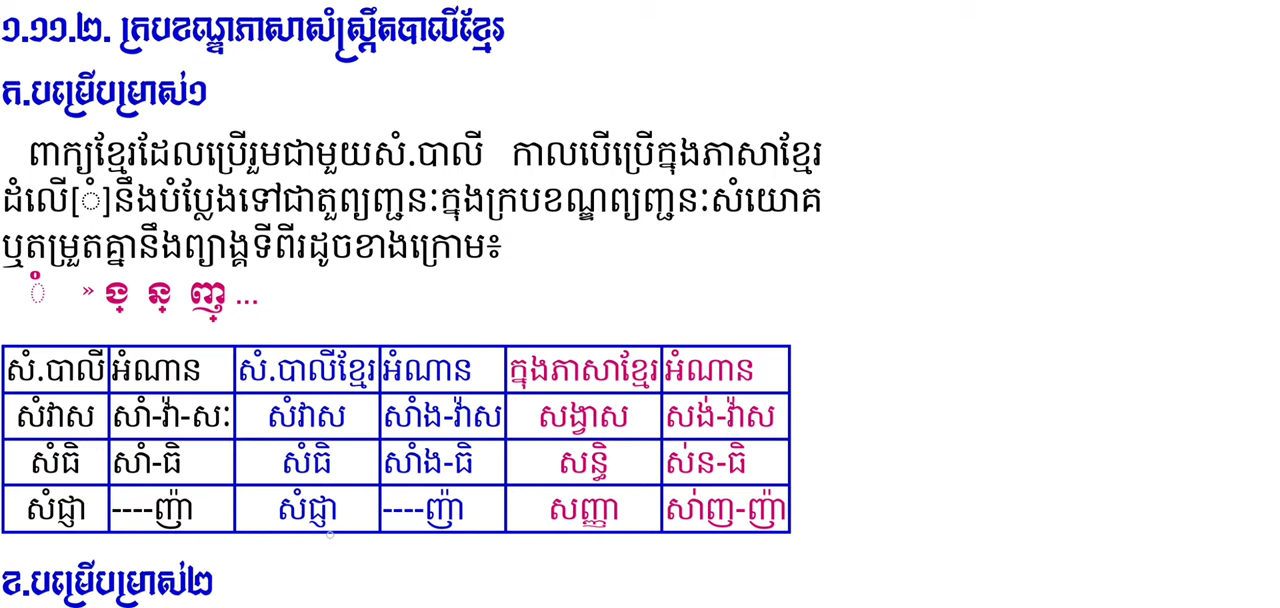 ១.១១.២. ក្របខណ្ឌភាសាសំស្ក្រឹតបាលីខ្មែរ
ក.បម្រើបម្រាស់១
ពាក្យខ្មែរដែលប្រើរួមជាមួយសំ.បាលី កាលបើប្រើក្នុងភាសាខ្មែរ
ដំលើ[ំ]នឹងបំប្លែងទៅជាតួព្យញ្ជនៈក្នុងក្របខណ្ឌព្យញ្ជនៈសំយោគ
ឬតម្រួតគ្នានឹងព្យាង្គទីពីរដូចខាងក្រោម៖
ំ » ង្ ន្ ញ្ ...
សំ.បាលី អំណាន សំ.បាលីខ្មែរ អំណាន ក្នុងភាសាខ្មែរ អំណាន
សំវាស សាំ-វ៉ា-សៈ សំវាស សាំង-វ៉ាស សង្វាស សង់-វ៉ាស
សំធិ សាំ-ធិ សំធិ សាំង-ធិ សន្ធិ ស់ន-ធិ
សំជ្ញា ----ញ៉ា សំជ្ញា ----ញ៉ា សញ្ញា សា់ញ-ញ៉ា
ខ.បម្រើបម្រាស់២